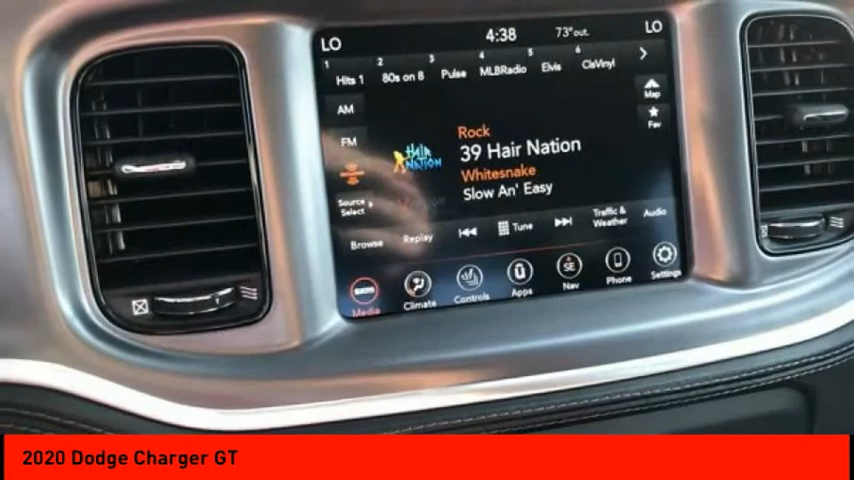 LO 4:38 73°out. LO
1 2 3 4 5 6
Hits 1 80s on 8 Pulse MLBRadio Elvis ClsVinyl
AM
Map
FM
Fav
Rock
HAIR NATION
39 Hair Nation
Whitesnake
Slow An' Easy
Source
Select
Browse Replay Tune Traffic &
Weather Audio
SE
Media Climate Controls Apps Nav Phone Settings
2020 Dodge Charger GT